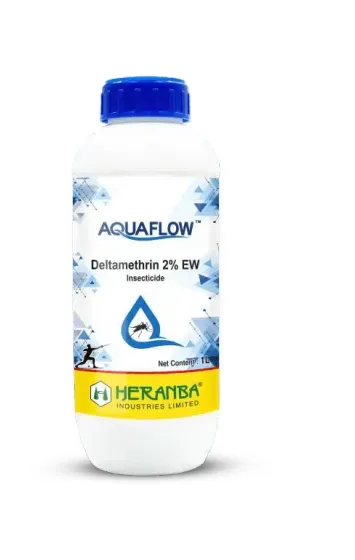 AQUAFLOW™
Deltamethrin 2% EW
Insecticide
Net Content: 1L
HERANBA®
INDUSTRIES LIMITED